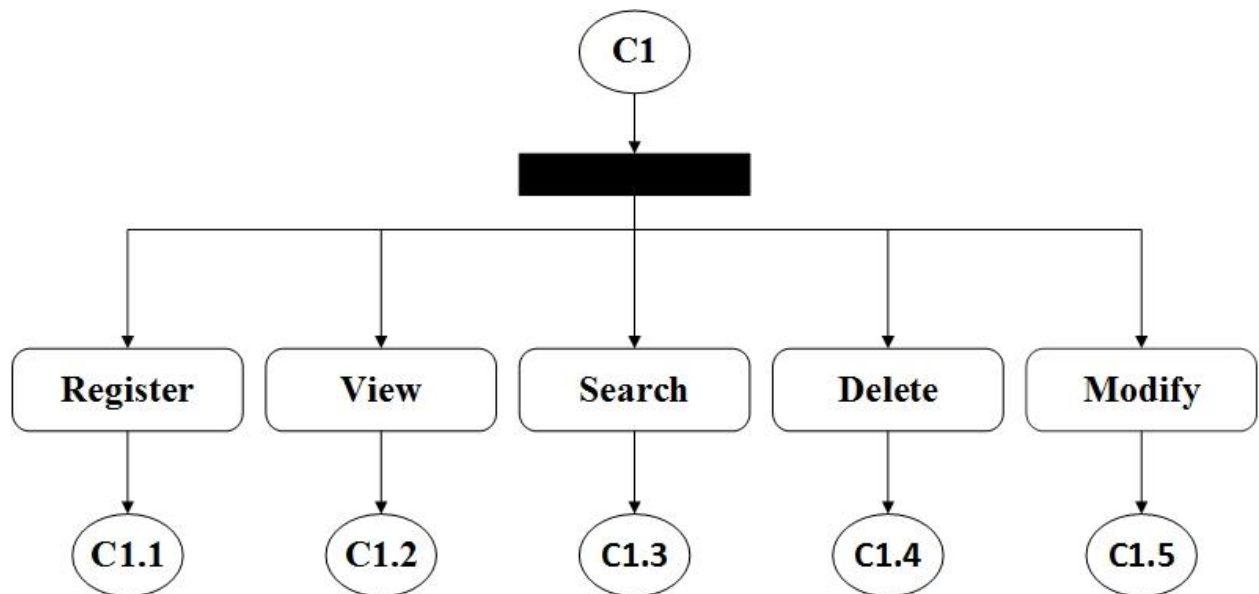 C1
Register
View
Search
Delete
Modify
C1.1
C1.2
C1.3
C1.4
C1.5